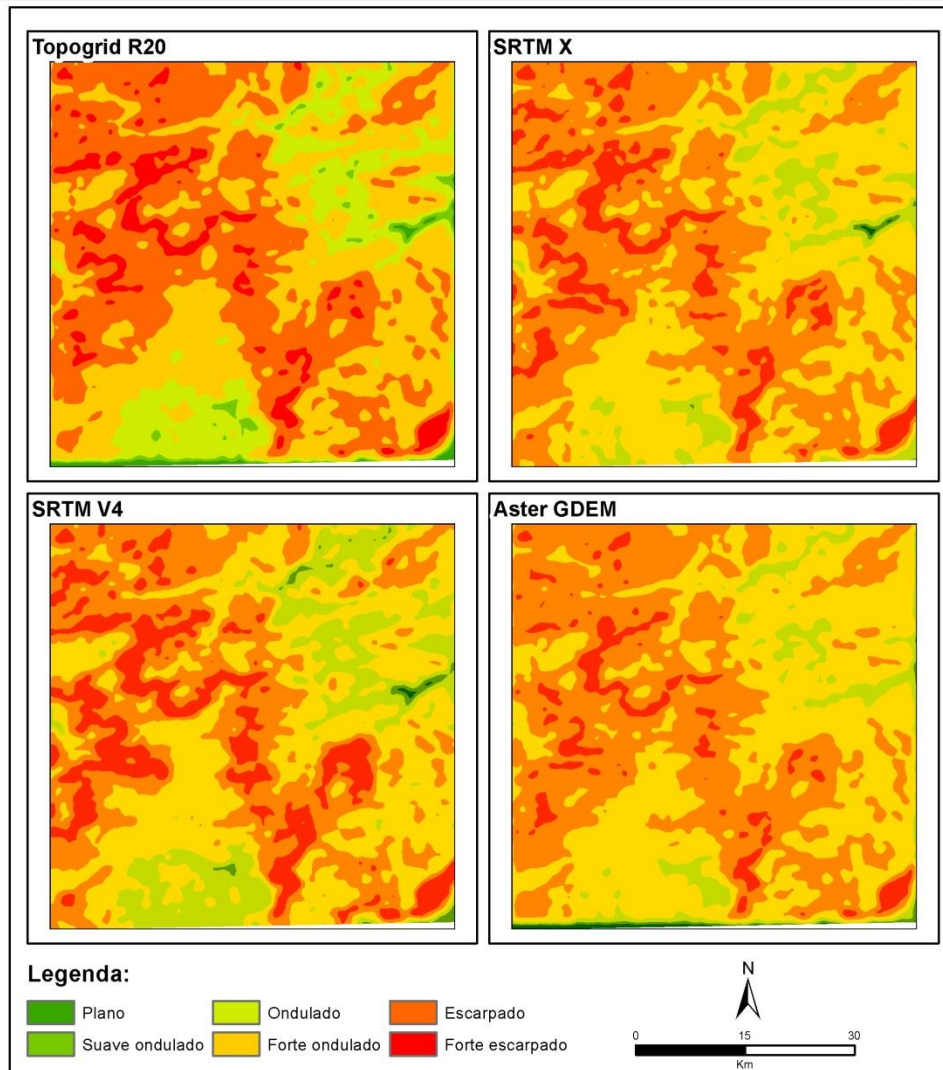 Topogrid R20
SRTM X
SRTM V4
Aster GDEM
Legenda:
Plano
Ondulado
Escarpado
Suave ondulado
Forte ondulado
Forte escarpado
N
0 15 30
Km